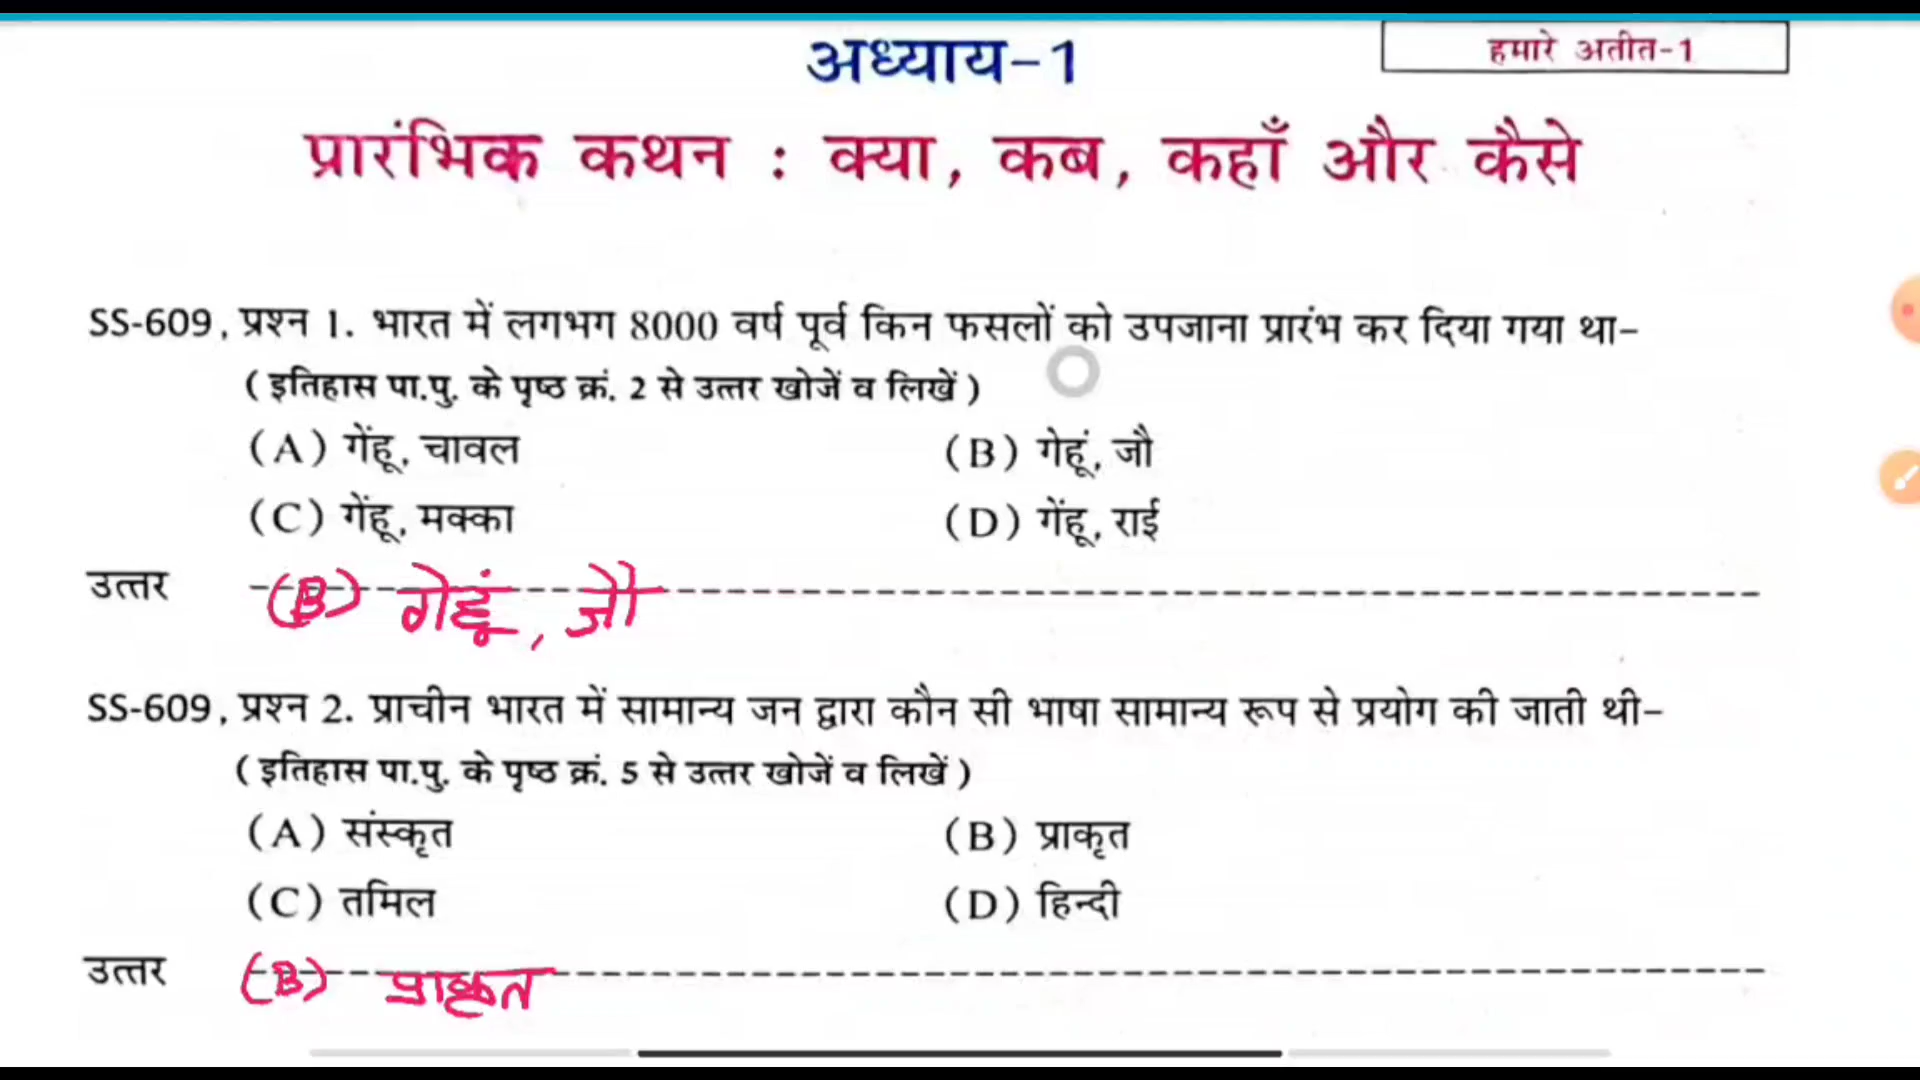 अध्याय-1
हमारे अतीत-1
प्रारंभिक कथन : क्या, कब, कहाँ और कैसे
SS-609, प्रश्न 1. भारत में लगभग 8000 वर्ष पूर्व किन फसलों को उपजाना प्रारंभ कर दिया गया था-
( इतिहास पा.पु. के पृष्ठ क्रं. 2 से उत्तर खोजें व लिखें )
(A) गेंहू, चावल (B) गेहूं, जौ
(C) गेंहू, मक्का (D) गेंहू, राई
उत्तर (B) गेहूं, जौ
SS-609, प्रश्न 2. प्राचीन भारत में सामान्य जन द्वारा कौन सी भाषा सामान्य रूप से प्रयोग की जाती थी-
( इतिहास पा.पु. के पृष्ठ क्रं. 5 से उत्तर खोजें व लिखें )
(A) संस्कृत (B) प्राकृत
(C) तमिल (D) हिन्दी
उत्तर (B) प्राकृत